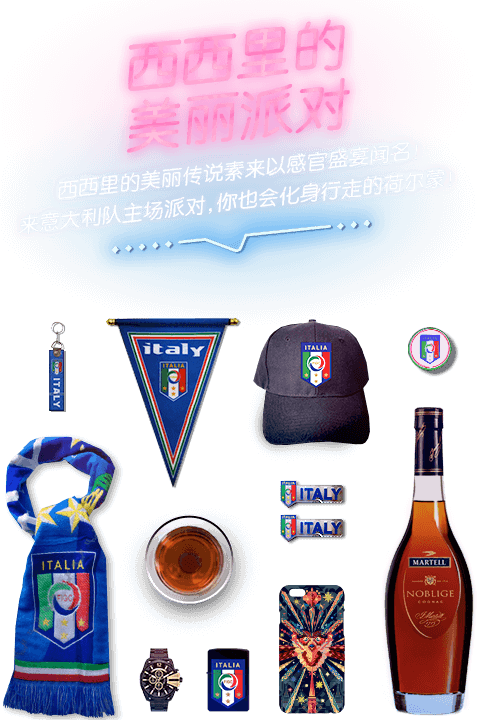 西西里的
美丽派对
西西里的美丽传说素来以感官盛宴闻名
来意大利队主场派对,你也会化身行走的荷尔蒙
italy
ITALIA
ITALY
ITALIA
FIGC
ITALY
ITALY
MARTELL
NOBLIGE
COGNAC
ITALIA
FIGC